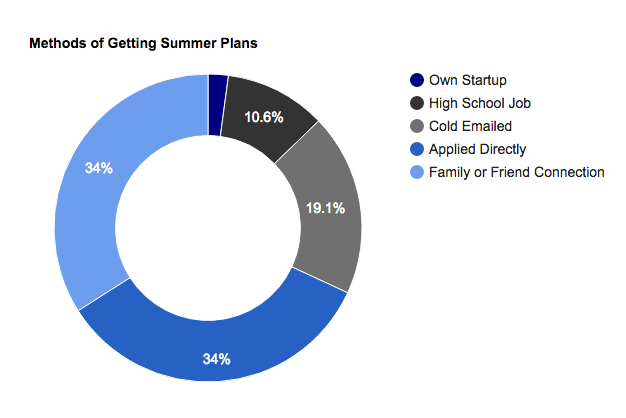 Methods of Getting Summer Plans
Own Startup
High School Job
Cold Emailed
Applied Directly
Family or Friend Connection
10.6%
19.1%
34%
34%